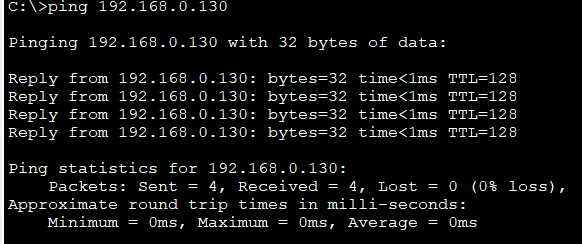 C:\>ping 192.168.0.130
Pinging 192.168.0.130 with 32 bytes of data:
Reply from 192.168.0.130: bytes=32 time<1ms TTL=128
Reply from 192.168.0.130: bytes=32 time<1ms TTL=128
Reply from 192.168.0.130: bytes=32 time<1ms TTL=128
Reply from 192.168.0.130: bytes=32 time<1ms TTL=128
Ping statistics for 192.168.0.130:
    Packets: Sent = 4, Received = 4, Lost = 0 (0% loss),
Approximate round trip times in milli-seconds:
    Minimum = 0ms, Maximum = 0ms, Average = 0ms